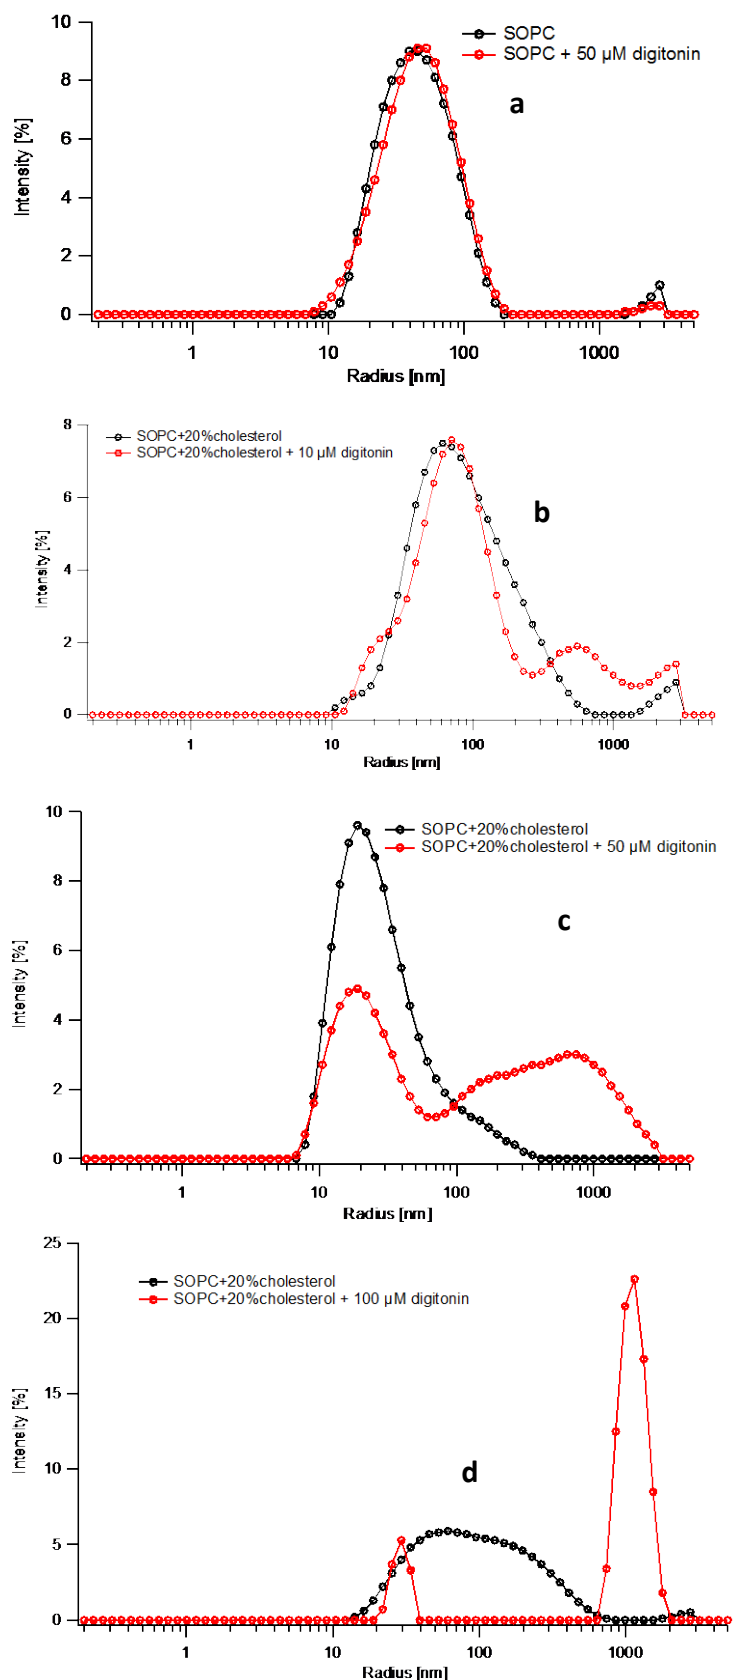 10
8
6
4
2
0
Intensity [%]
SOPC
SOPC + 50 µM digitonin
a
1
10
100
1000
Radius [nm]
8
6
4
2
0
Intensity [%]
SOPC+20%cholesterol
SOPC+20%cholesterol + 10 µM digitonin
b
1
10
100
1000
Radius [nm]
10
8
6
4
2
0
Intensity [%]
SOPC+20%cholesterol
SOPC+20%cholesterol + 50 µM digitonin
c
1
10
100
1000
Radius [nm]
25
20
15
10
5
0
Intensity [%]
SOPC+20%cholesterol
SOPC+20%cholesterol + 100 µM digitonin
d
1
10
100
1000
Radius [nm]